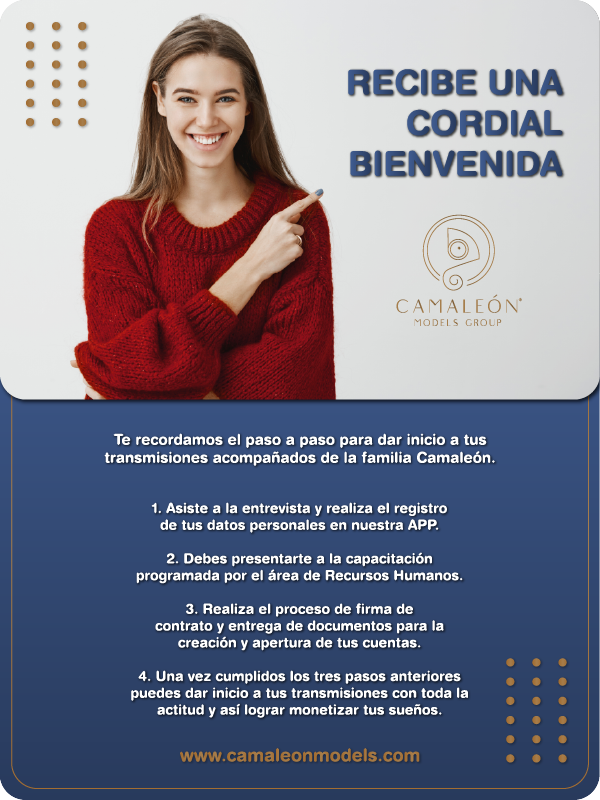 RECIBE UNA
CORDIAL
BIENVENIDA
CAMALEÓN®
MODELS GROUP
Te recordamos el paso a paso para dar inicio a tus
transmisiones acompañados de la familia Camaleón.
1. Asiste a la entrevista y realiza el registro
de tus datos personales en nuestra APP.
2. Debes presentarte a la capacitación
programada por el área de Recursos Humanos.
3. Realiza el proceso de firma de
contrato y entrega de documentos para la
creación y apertura de tus cuentas.
4. Una vez cumplidos los tres pasos anteriores
puedes dar inicio a tus transmisiones con toda la
actitud y así lograr monetizar tus sueños.
www.camaleonmodels.com